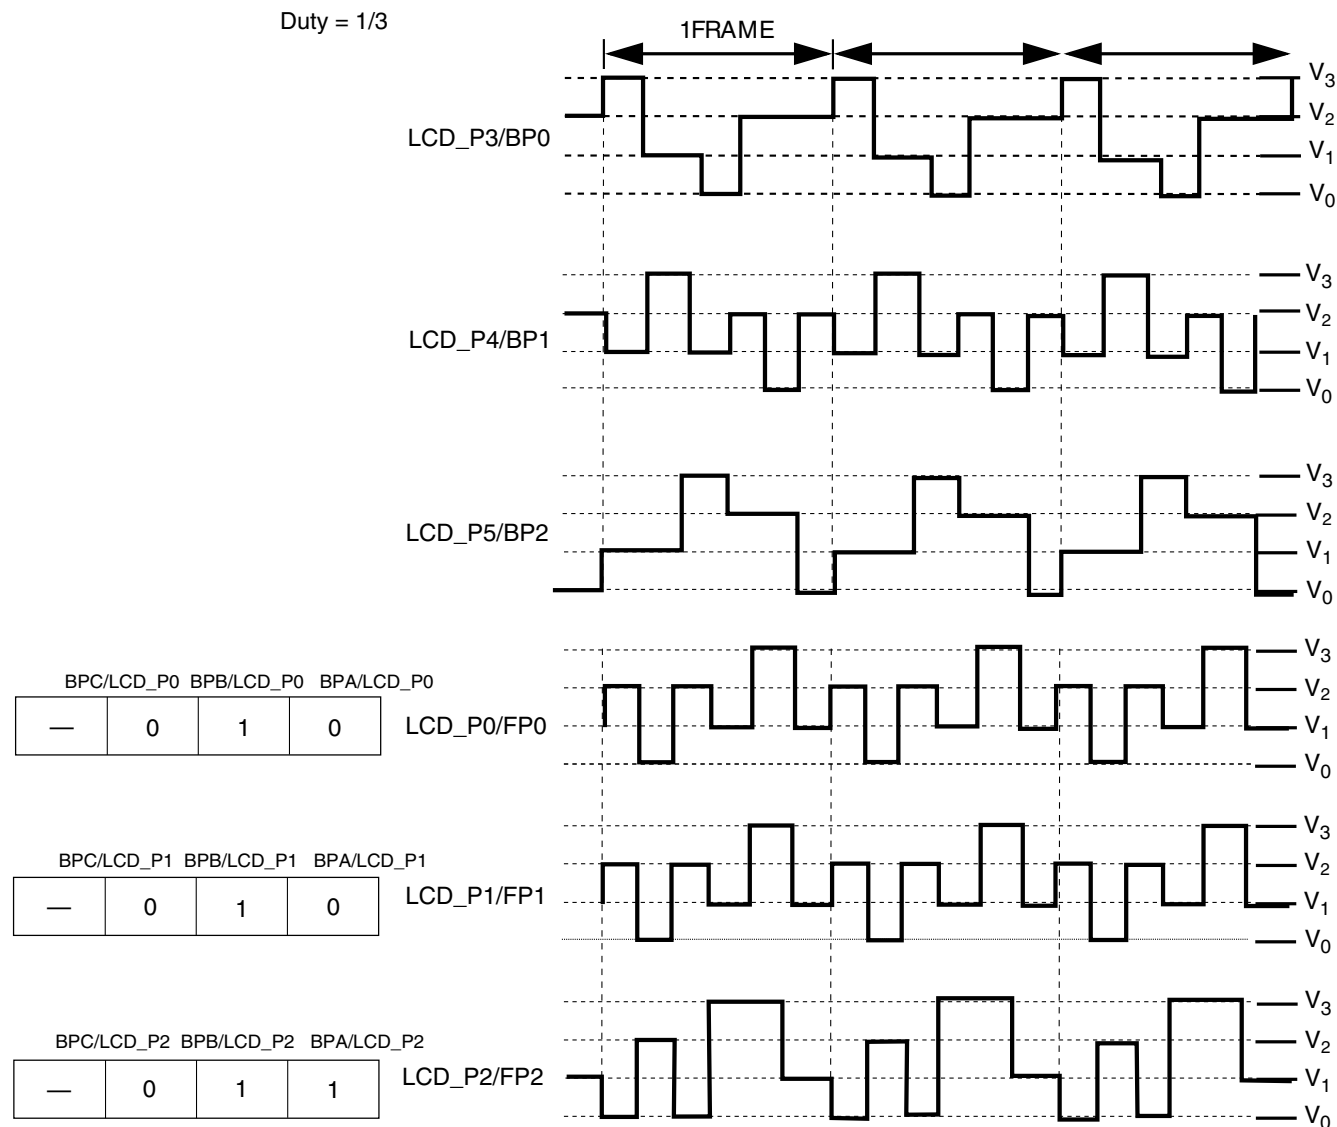 Duty = 1/3
1FRAME
LCD_P3/BP0
V3
V2
V1
V0
LCD_P4/BP1
V3
V2
V1
V0
LCD_P5/BP2
V3
V2
V1
V0
BPC/LCD_P0 BPB/LCD_P0 BPA/LCD_P0
— 0 1 0
LCD_P0/FP0
V3
V2
V1
V0
BPC/LCD_P1 BPB/LCD_P1 BPA/LCD_P1
— 0 1 0
LCD_P1/FP1
V3
V2
V1
V0
BPC/LCD_P2 BPB/LCD_P2 BPA/LCD_P2
— 0 1 1
LCD_P2/FP2
V3
V2
V1
V0